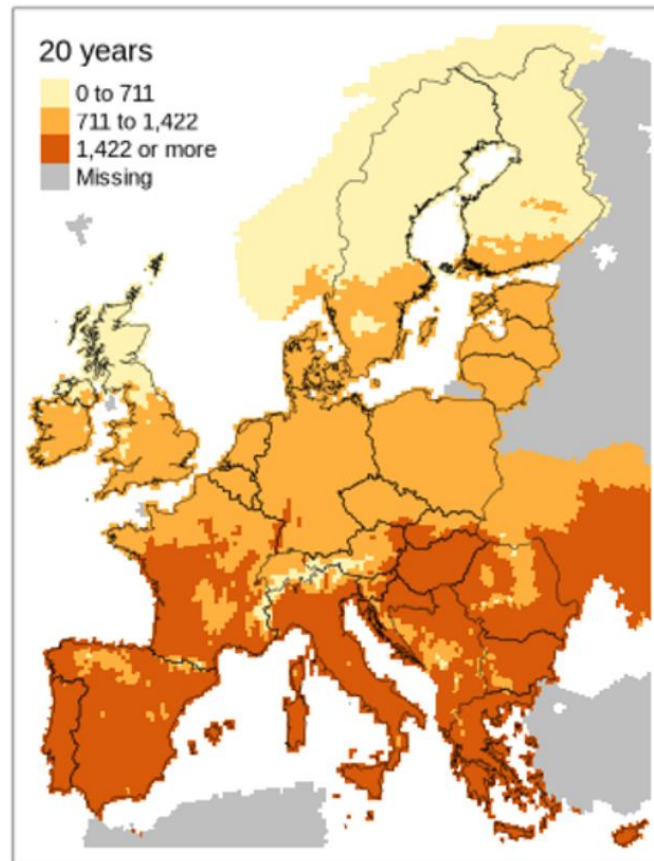 20 years
0 to 711
711 to 1,422
1,422 or more
Missing